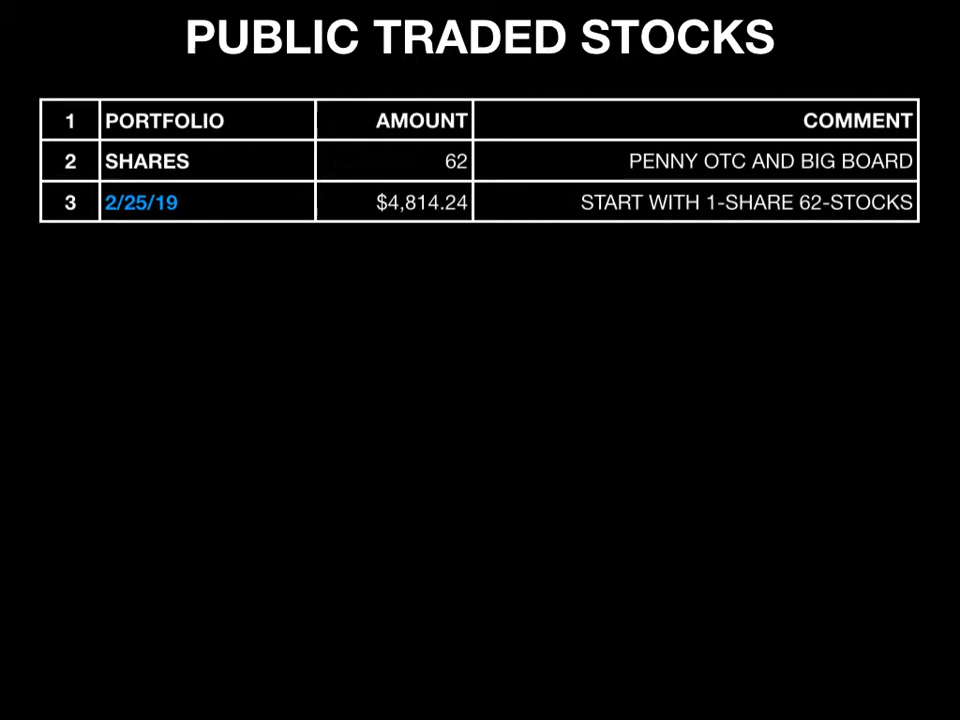 PUBLIC TRADED STOCKS
1 PORTFOLIO AMOUNT COMMENT
2 SHARES 62 PENNY OTC AND BIG BOARD
3 2/25/19 $4,814.24 START WITH 1-SHARE 62-STOCKS